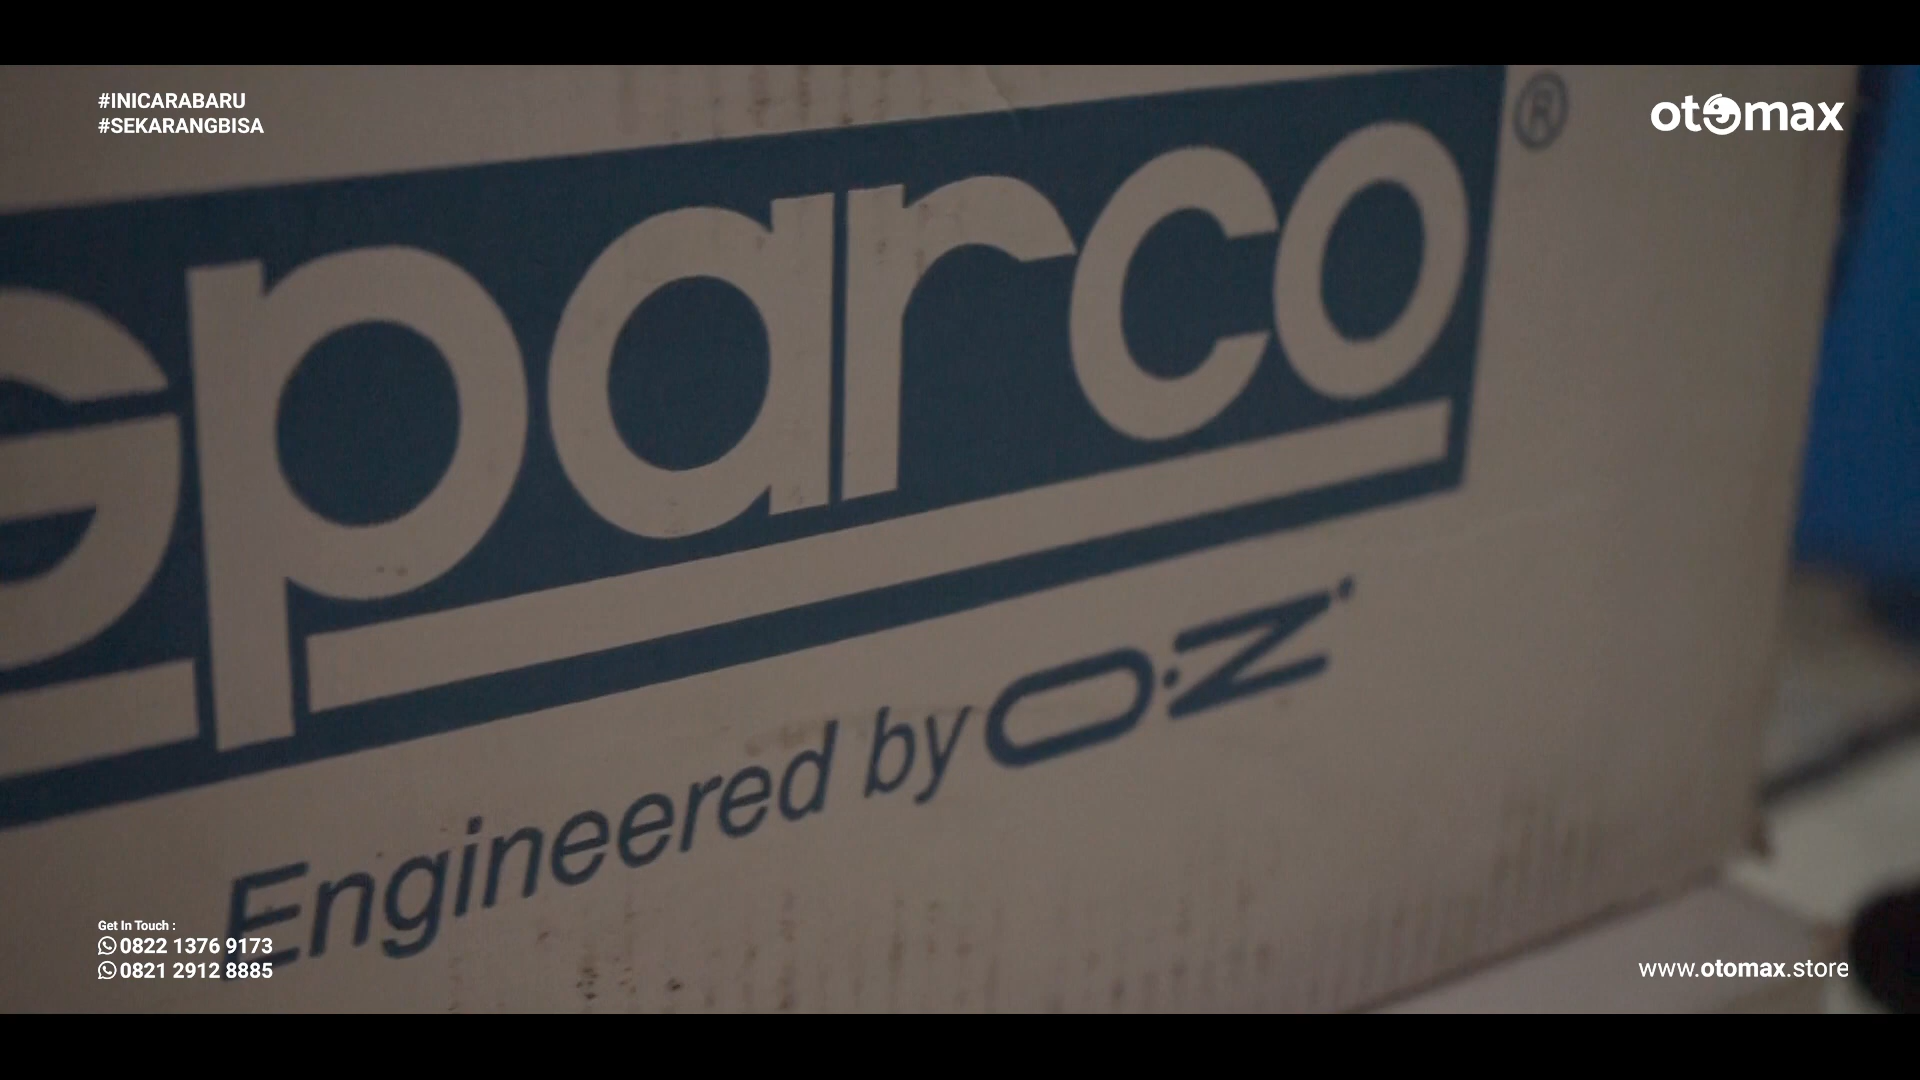 #INICARABARU
#SEKARANGBISA
otomax
sparco®
Engineered by O.Z
Get In Touch :
0822 1376 9173
0821 2912 8885
www.otomax.store